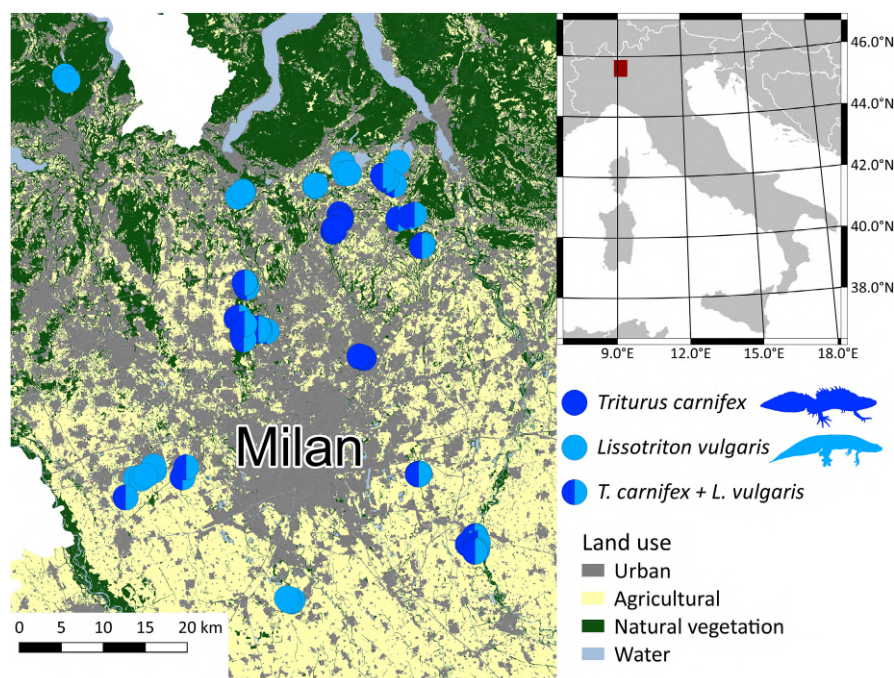 Milan
0 5 10 15 20 km
46.0°N
44.0°N
42.0°N
40.0°N
38.0°N
9.0°E 12.0°E 15.0°E 18.0°E
Triturus carnifex
Lissotriton vulgaris
T. carnifex + L. vulgaris
Land use
Urban
Agricultural
Natural vegetation
Water